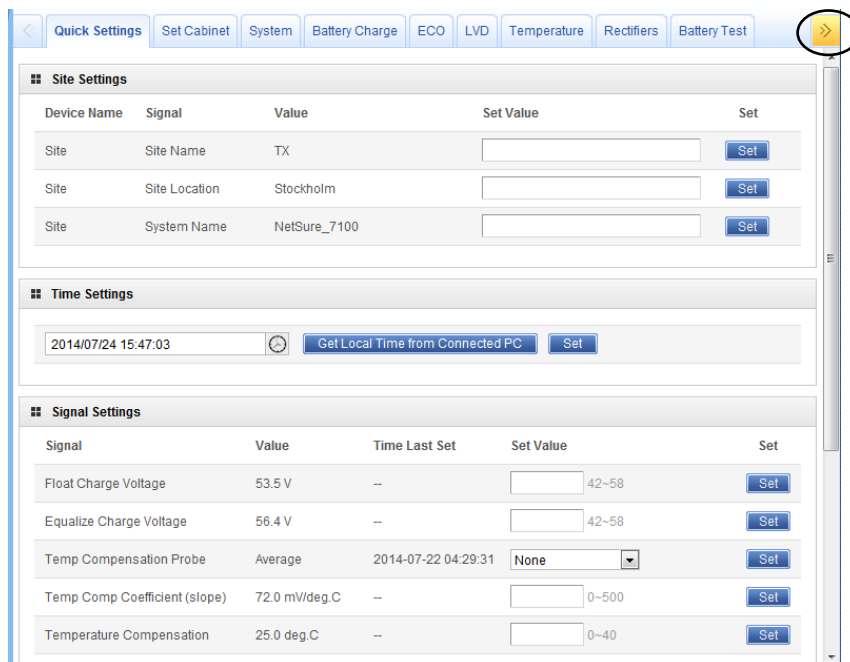 Quick Settings Set Cabinet System Battery Charge ECO LVD Temperature Rectifiers Battery Test
Site Settings
Device Name Signal Value Set Value Set
Site Site Name TX Set
Site Site Location Stockholm Set
Site System Name NetSure_7100 Set
Time Settings
2014/07/24 15:47:03 Get Local Time from Connected PC Set
Signal Settings
Signal Value Time Last Set Set Value Set
Float Charge Voltage 53.5 V -- 42~58 Set
Equalize Charge Voltage 56.4 V -- 42~58 Set
Temp Compensation Probe Average 2014-07-22 04:29:31 None Set
Temp Comp Coefficient (slope) 72.0 mV/deg.C -- 0~500 Set
Temperature Compensation 25.0 deg.C -- 0~40 Set